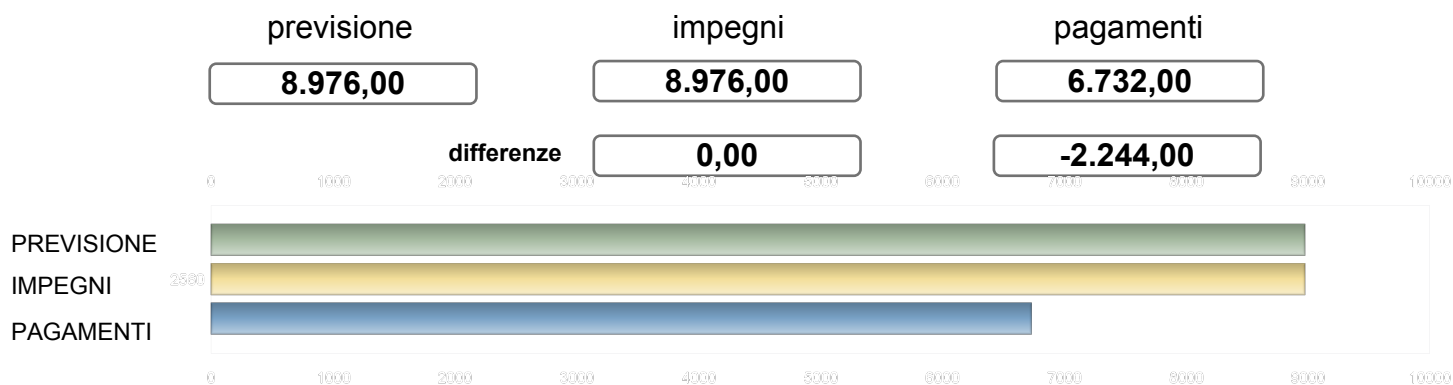 previsione impegni pagamenti
8.976,00 8.976,00 6.732,00
differenze 0,00 -2.244,00
0 1000 2000 3000 4000 5000 6000 7000 8000 9000 10000
PREVISIONE
IMPEGNI 2580
PAGAMENTI
0 1000 2000 3000 4000 5000 6000 7000 8000 9000 10000